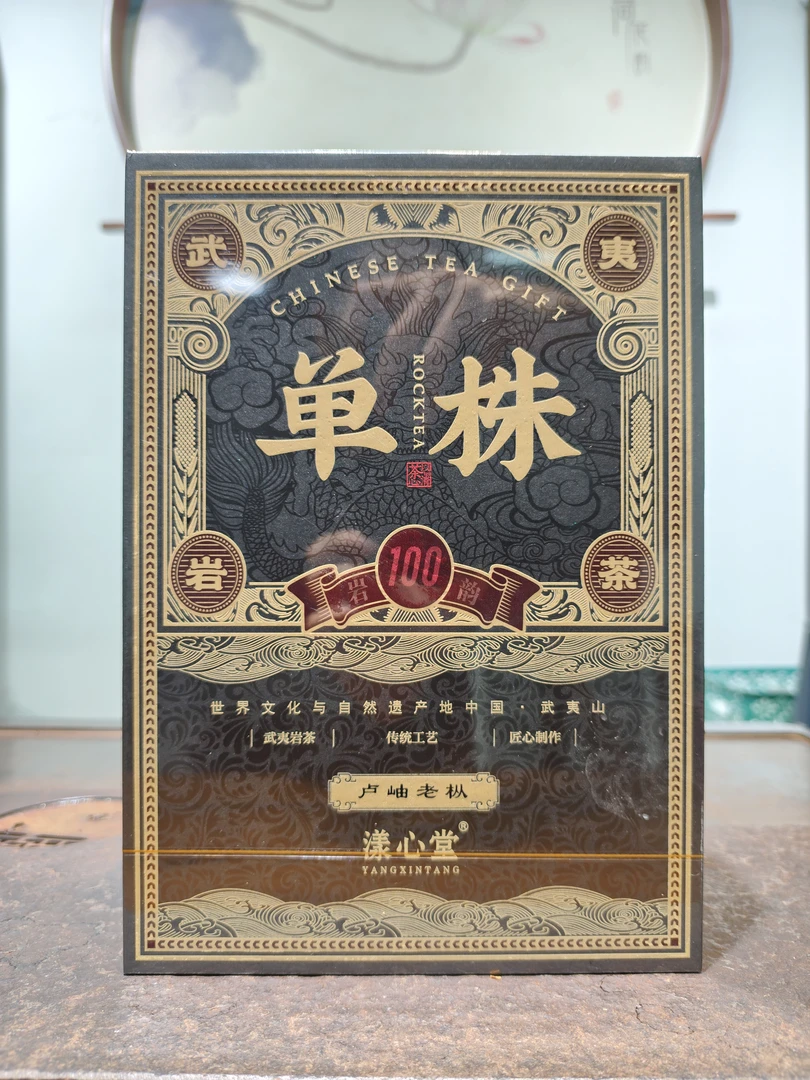 武 夷
CHINESE TEA GIFT
单株
ROCKTEA
100
岩 韵
岩 茶
世界文化与自然遗产地中国·武夷山
武夷岩茶 | 传统工艺 | 匠心制作
卢岫老枞
漾心堂®
YANGXINTANG